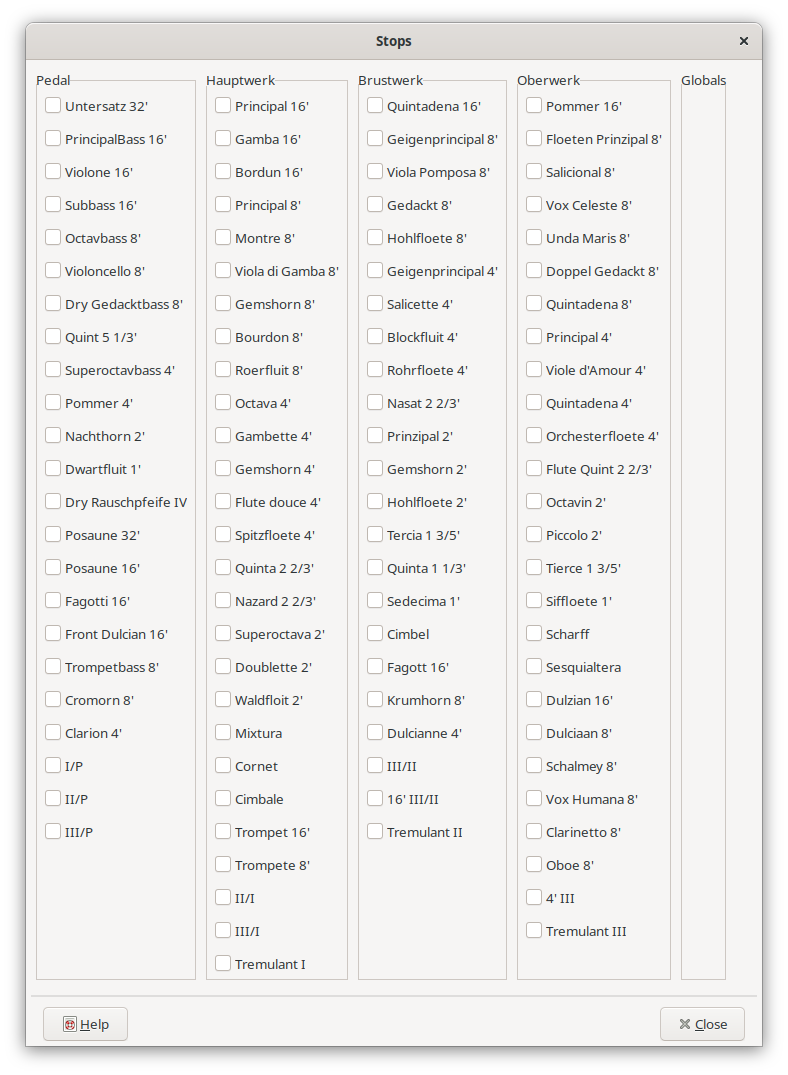 Stops
Pedal
Untersatz 32'
PrincipalBass 16'
Violone 16'
Subbass 16'
Octavbass 8'
Violoncello 8'
Dry Gedacktbass 8'
Quint 5 1/3'
Superoctavbass 4'
Pommer 4'
Nachthorn 2'
Dwartfluit 1'
Dry Rauschpfeife IV
Posaune 32'
Posaune 16'
Fagotti 16'
Front Dulcian 16'
Trompetbass 8'
Cromorn 8'
Clarion 4'
I/P
II/P
III/P
Hauptwerk
Principal 16'
Gamba 16'
Bordun 16'
Principal 8'
Montre 8'
Viola di Gamba 8'
Gemshorn 8'
Bourdon 8'
Roerfluit 8'
Octava 4'
Gambette 4'
Gemshorn 4'
Flute douce 4'
Spitzfloete 4'
Quinta 2 2/3'
Nazard 2 2/3'
Superoctava 2'
Doublette 2'
Waldfloit 2'
Mixtura
Cornet
Cimbale
Trompet 16'
Trompete 8'
II/I
III/I
Tremulant I
Brustwerk
Quintadena 16'
Geigenprincipal 8'
Viola Pomposa 8'
Gedackt 8'
Hohlfloete 8'
Geigenprincipal 4'
Salicette 4'
Blockfluit 4'
Rohrfloete 4'
Nasat 2 2/3'
Prinzipal 2'
Gemshorn 2'
Hohlfloete 2'
Tercia 1 3/5'
Quinta 1 1/3'
Sedecima 1'
Cimbel
Fagott 16'
Krumhorn 8'
Dulcianne 4'
III/II
16' III/II
Tremulant II
Oberwerk
Pommer 16'
Floeten Prinzipal 8'
Salicional 8'
Vox Celeste 8'
Unda Maris 8'
Doppel Gedackt 8'
Quintadena 8'
Principal 4'
Viole d'Amour 4'
Quintadena 4'
Orchesterfloete 4'
Flute Quint 2 2/3'
Octavin 2'
Piccolo 2'
Tierce 1 3/5'
Siffloete 1'
Scharff
Sesquialtera
Dulzian 16'
Dulciaan 8'
Schalmey 8'
Vox Humana 8'
Clarinetto 8'
Oboe 8'
4' III
Tremulant III
Globals
Help
Close